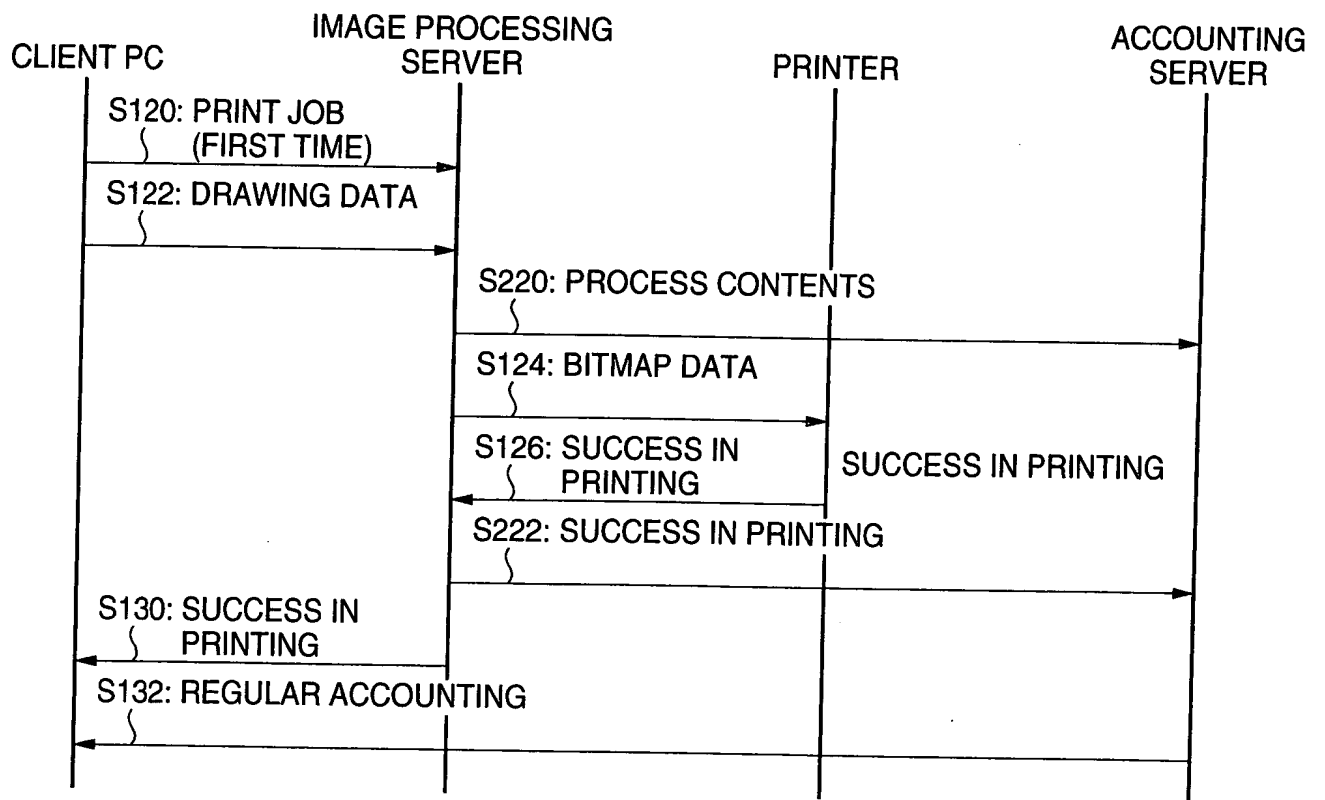 CLIENT PC
IMAGE PROCESSING
SERVER
PRINTER
ACCOUNTING
SERVER
S120: PRINT JOB
(FIRST TIME)
S122: DRAWING DATA
S220: PROCESS CONTENTS
S124: BITMAP DATA
S126: SUCCESS IN
PRINTING
SUCCESS IN PRINTING
S222: SUCCESS IN PRINTING
S130: SUCCESS IN
PRINTING
S132: REGULAR ACCOUNTING